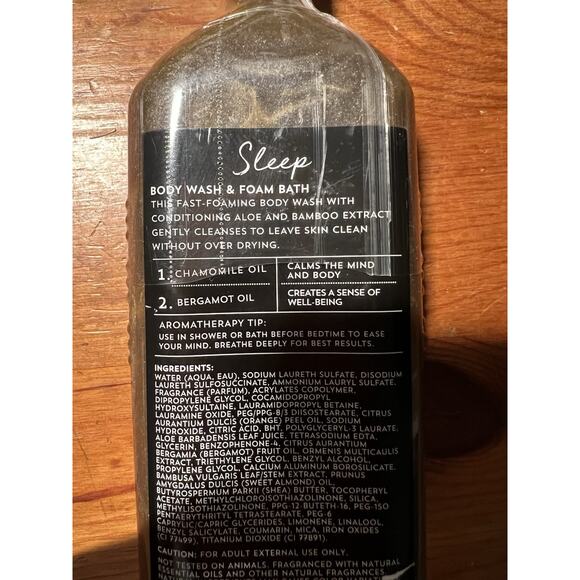 Sleep
BODY WASH & FOAM BATH
THIS FAST-FOAMING BODY WASH WITH
CONDITIONING ALOE AND BAMBOO EXTRACT
GENTLY CLEANSES TO LEAVE SKIN CLEAN
WITHOUT OVER DRYING.
1. CHAMOMILE OIL
CALMS THE MIND
AND BODY
2. BERGAMOT OIL
CREATES A SENSE OF
WELL-BEING
AROMATHERAPY TIP:
USE IN SHOWER OR BATH BEFORE BEDTIME TO EASE
YOUR MIND. BREATHE DEEPLY FOR BEST RESULTS.
INGREDIENTS:
WATER (AQUA, EAU), SODIUM LAURETH SULFATE, DISODIUM
LAURETH SULFOSUCCINATE, AMMONIUM LAURYL SULFATE,
FRAGRANCE (PARFUM), ACRYLATES COPOLYMER,
DIPROPYLENE GLYCOL, COCAMIDOPROPYL
HYDROXYSULTAINE, LAURAMIDOPROPYL BETAINE,
LAURAMINE OXIDE, PEG/PPG-8/3 DIISOSTEARATE, CITRUS
AURANTIUM DULCIS (ORANGE) PEEL OIL, SODIUM
HYDROXIDE, CITRIC ACID, BHT, POLYGLYCERYL-3 LAURATE,
ALOE BARBADENSIS LEAF JUICE, TETRASODIUM EDTA,
GLYCERIN, BENZOPHENONE-4, CITRUS AURANTIUM
BERGAMIA (BERGAMOT) FRUIT OIL, ORMENIS MULTICAULIS
EXTRACT, TRIETHYLENE GLYCOL, BENZYL ALCOHOL,
PROPYLENE GLYCOL, CALCIUM ALUMINUM BOROSILICATE,
BAMBUSA VULGARIS LEAF/STEM EXTRACT, PRUNUS
AMYGDALUS DULCIS (SWEET ALMOND) OIL,
BUTYROSPERMUM PARKII (SHEA) BUTTER, TOCOPHERYL
ACETATE, METHYLCHLOROISOTHIAZOLINONE, SILICA,
METHYLISOTHIAZOLINONE, PPG-12-BUTETH-16, PEG-150
PENTAERYTHRITYL TETRASTEARATE, PEG-6
CAPRYLIC/CAPRIC GLYCERIDES, LIMONENE, LINALOOL,
BENZYL SALICYLATE, COUMARIN, MICA, IRON OXIDES
(CI 77499), TITANIUM DIOXIDE (CI 77891).
CAUTION: FOR ADULT EXTERNAL USE ONLY.
NOT TESTED ON ANIMALS. FRAGRANCED WITH NATURAL
ESSENTIAL OILS AND OTHER NATURAL FRAGRANCES.